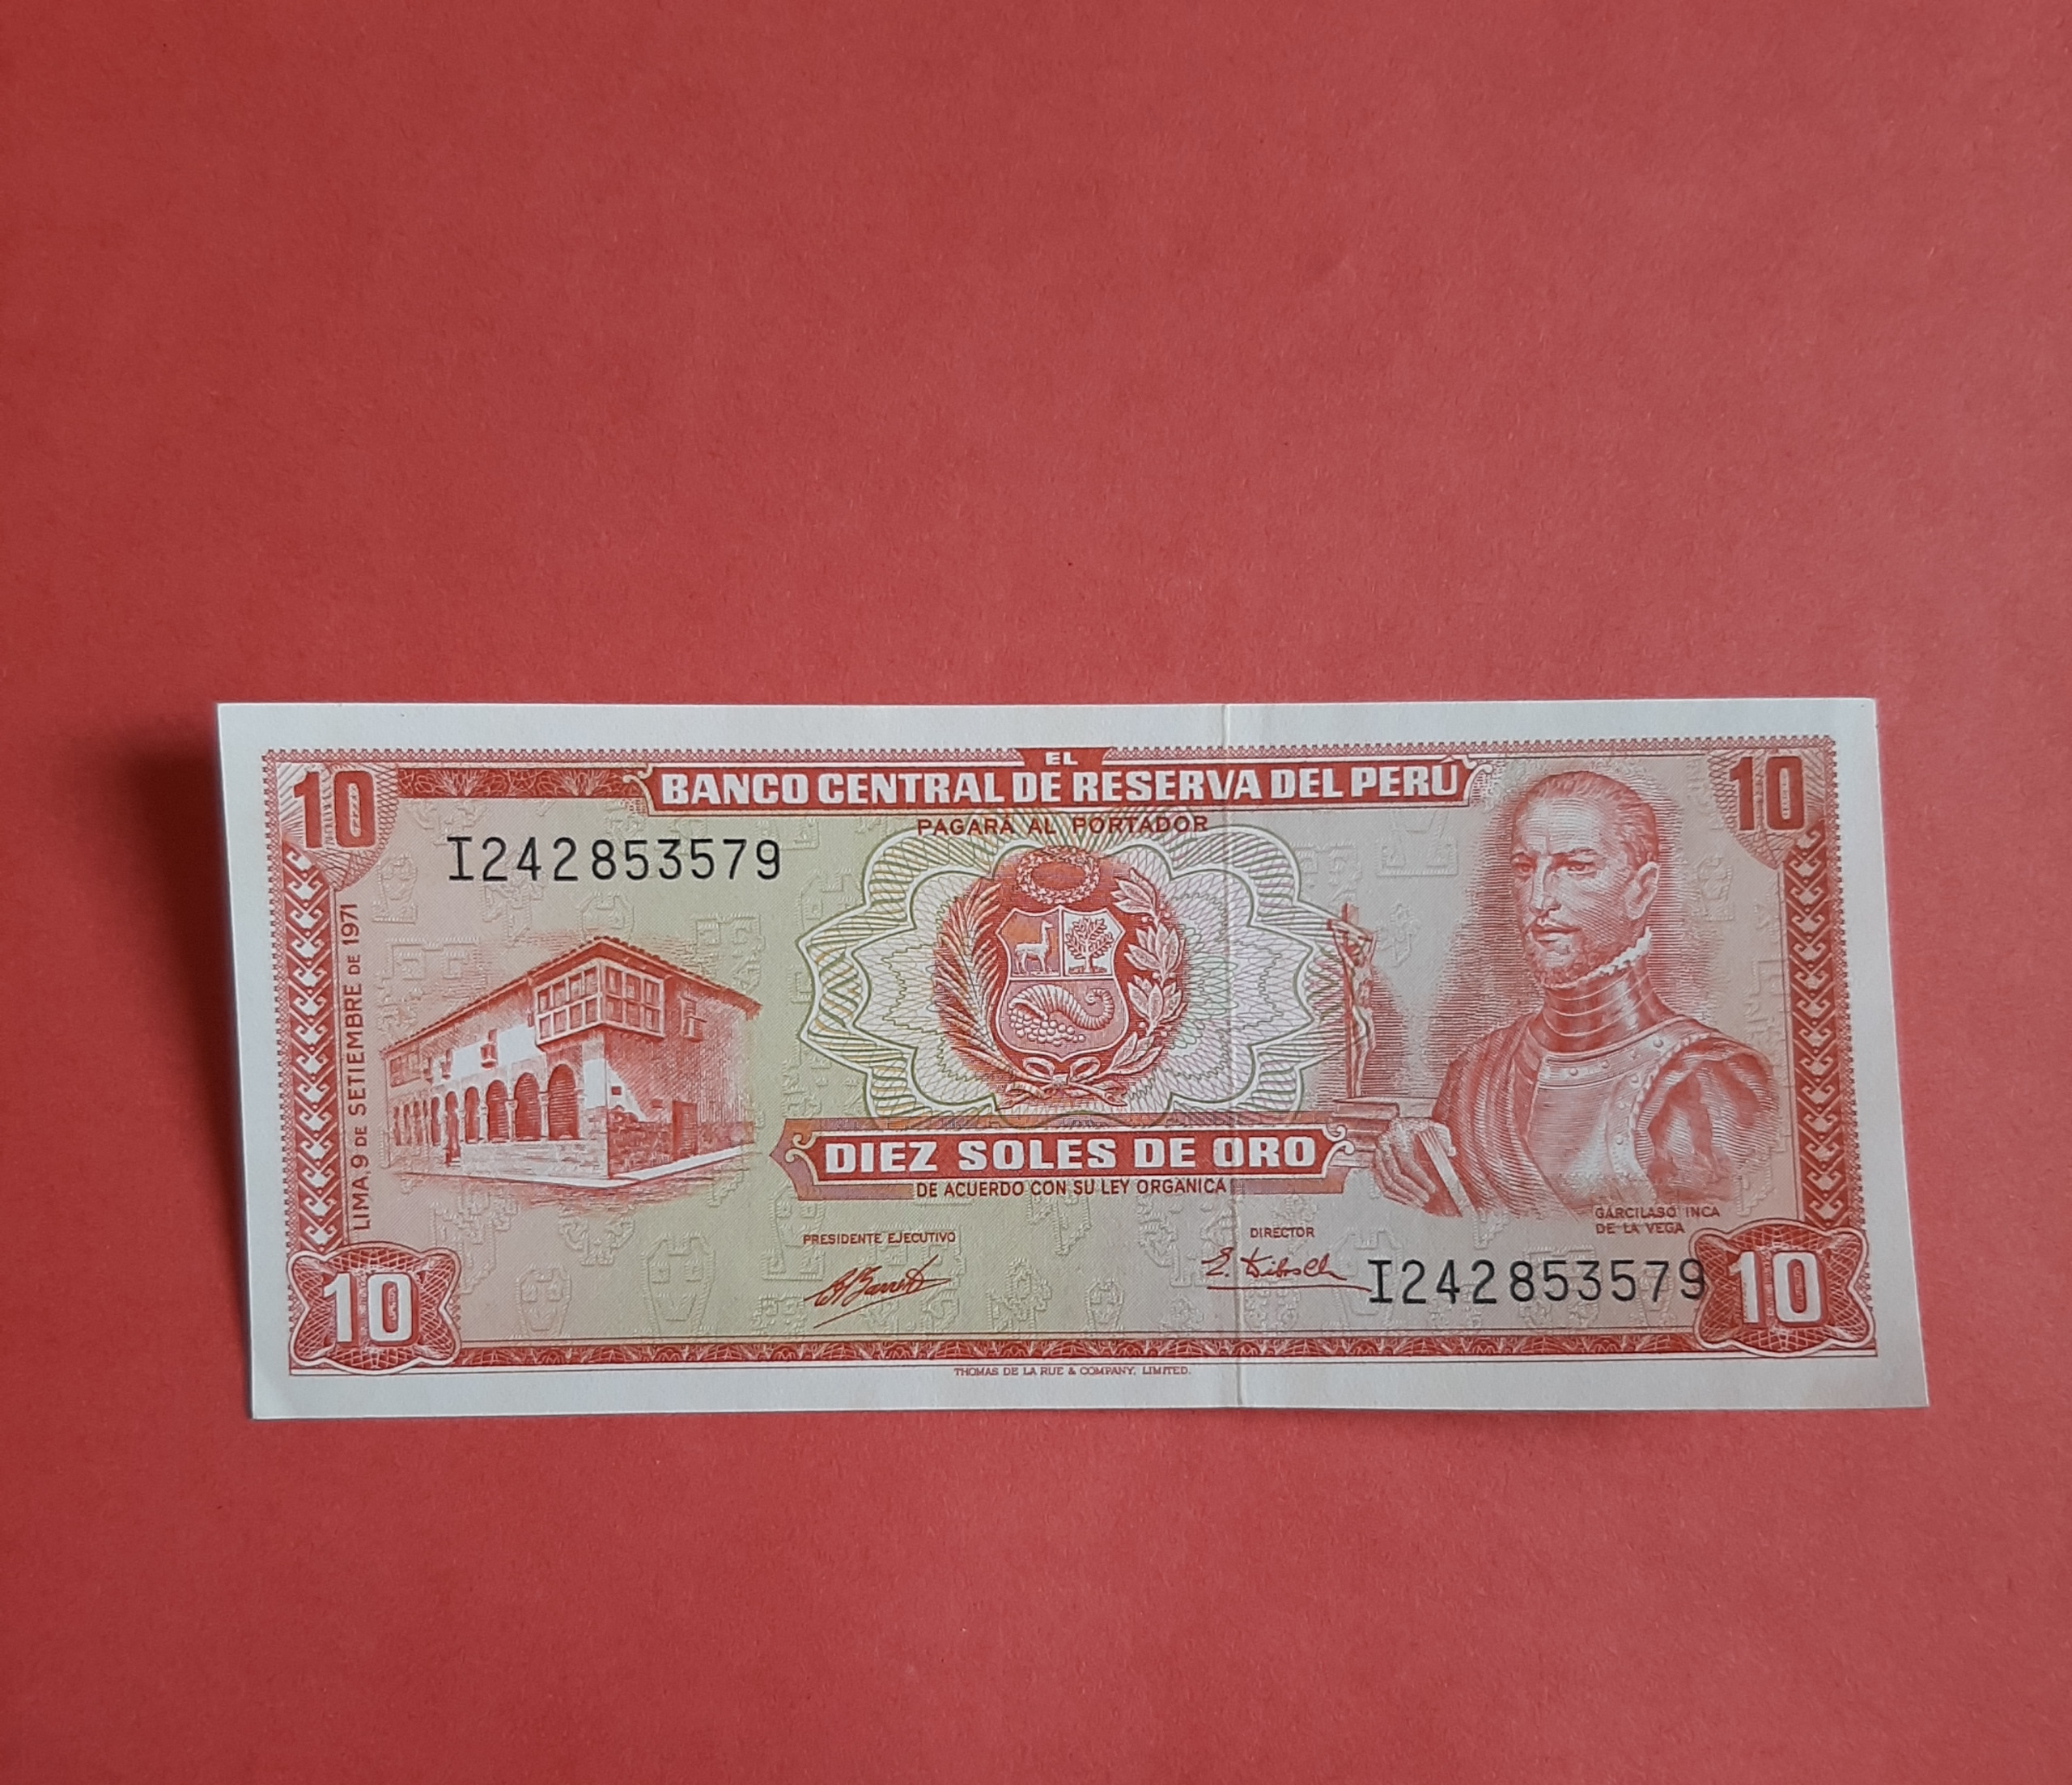 10
EL
BANCO CENTRAL DE RESERVA DEL PERÚ
10
PAGARÁ AL PORTADOR
I242853579
LIMA 9 DE SETIEMBRE DE 1971
DIEZ SOLES DE ORO
DE ACUERDO CON SU LEY ORGANICA
GARCILASO INCA
DE LA VEGA
PRESIDENTE EJECUTIVO
DIRECTOR
I242853579
10
10
THOMAS DE LA RUE & COMPANY, LIMITED.